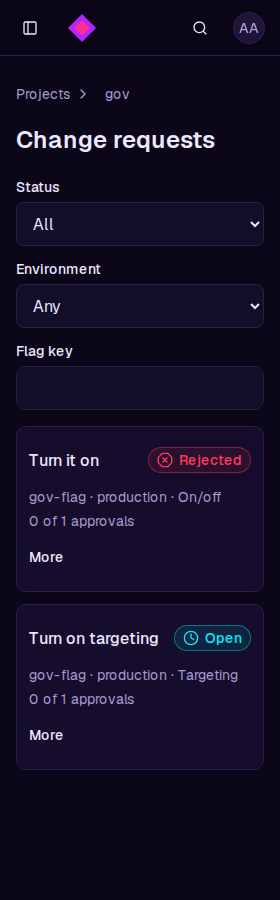 AA
Projects > gov
Change requests
Status
All
Environment
Any
Flag key
Turn it on
Rejected
gov-flag · production · On/off
0 of 1 approvals
More
Turn on targeting
Open
gov-flag · production · Targeting
0 of 1 approvals
More